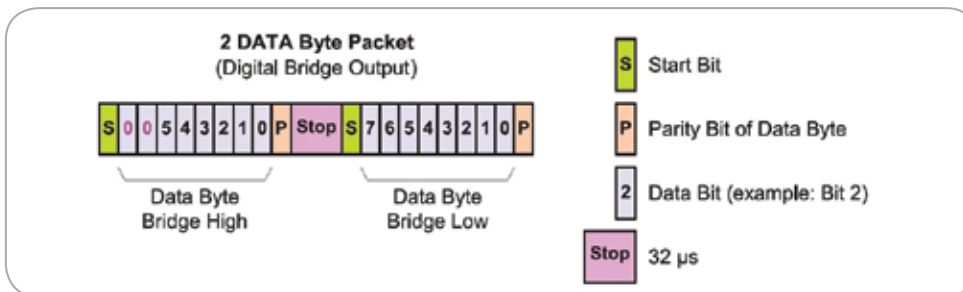 2 DATA Byte Packet
(Digital Bridge Output)
S 0 0 5 4 3 2 1 0 P Stop S 7 6 5 4 3 2 1 0 P
Data Byte
Bridge High
Data Byte
Bridge Low
S Start Bit
P Parity Bit of Data Byte
2 Data Bit (example: Bit 2)
Stop 32 µs